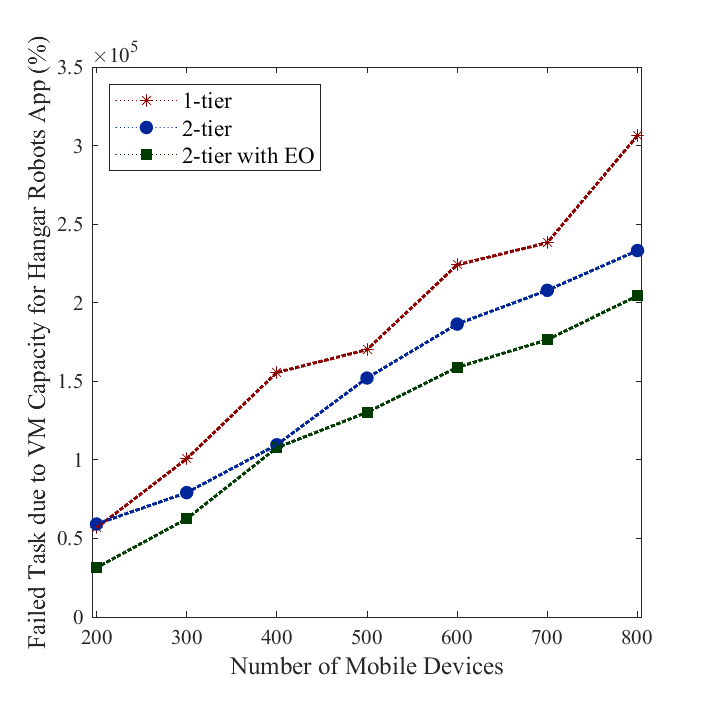 ×10^5
Failed Task due to VM Capacity for Hangar Robots App (%)
3.5
3
2.5
2
1.5
1
0.5
0
1-tier
2-tier
2-tier with EO
200 300 400 500 600 700 800
Number of Mobile Devices